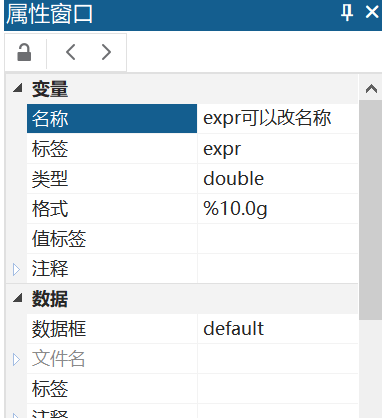 属性窗口
变量
名称 expr可以改名称
标签 expr
类型 double
格式 %10.0g
值标签
注释
数据
数据框 default
文件名
标签
注释